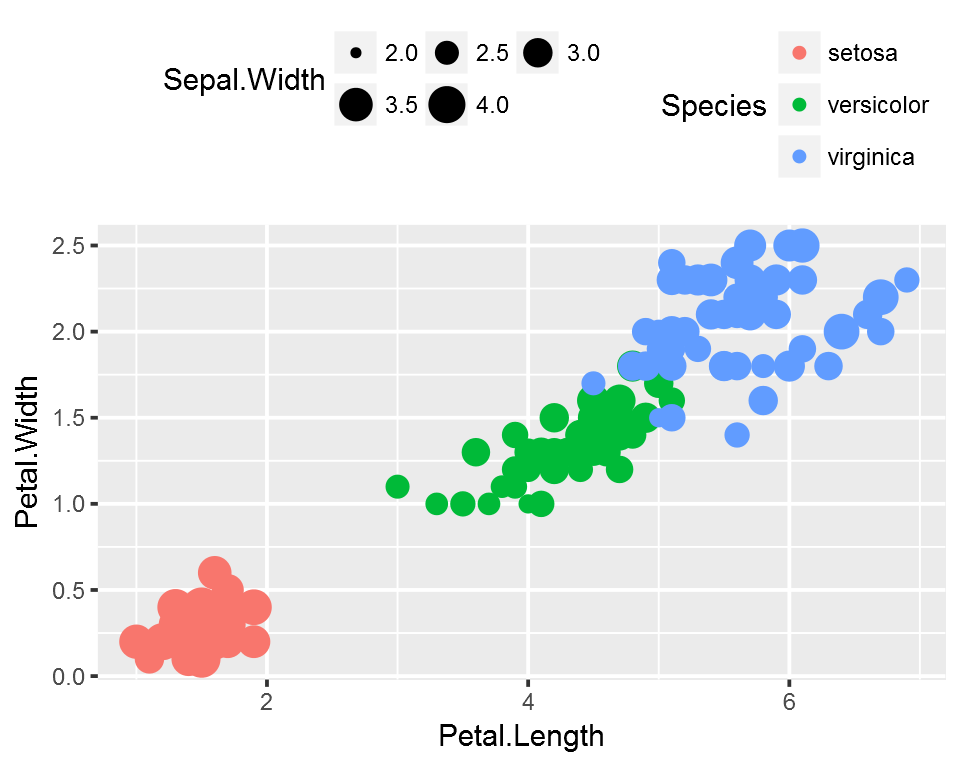 Sepal.Width
2.0 2.5 3.0
3.5 4.0
Species
setosa
versicolor
virginica
Petal.Width
2.5
2.0
1.5
1.0
0.5
0.0
2 4 6
Petal.Length